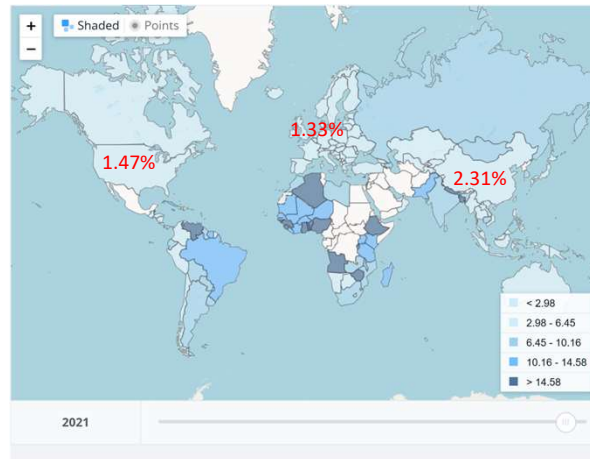 +
−
Shaded Points
1.47%
1.33%
2.31%
< 2.98
2.98 - 6.45
6.45 - 10.16
10.16 - 14.58
> 14.58
2021